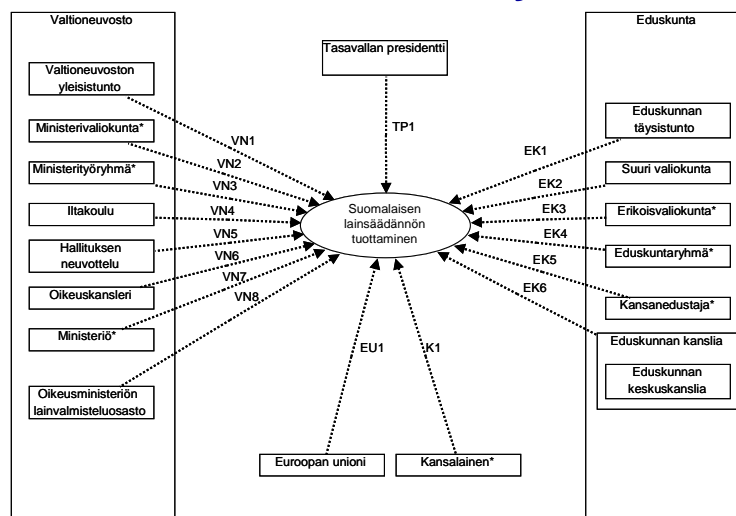 Valtioneuvosto
Valtioneuvoston
yleisistunto
Ministerivaliokunta*
Ministerityöryhmä*
Iltakoulu
Hallituksen
neuvottelu
Oikeuskansleri
Ministeriö*
Oikeusministeriön
lainvalmisteluosasto
VN1
VN2
VN3
VN4
VN5
VN6
VN7
VN8
Tasavallan presidentti
TP1
Suomalaisen
lainsäädännön
tuottaminen
EU1
K1
Euroopan unioni
Kansalainen*
EK1
EK2
EK3
EK4
EK5
EK6
Eduskunta
Eduskunnan
täysistunto
Suuri valiokunta
Erikoisvaliokunta*
Eduskuntaryhmä*
Kansanedustaja*
Eduskunnan kanslia
Eduskunnan
keskuskanslia